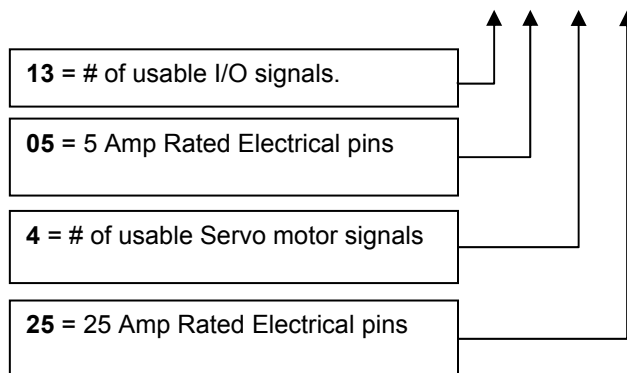 13 = # of usable I/O signals.
05 = 5 Amp Rated Electrical pins
4 = # of usable Servo motor signals
25 = 25 Amp Rated Electrical pins